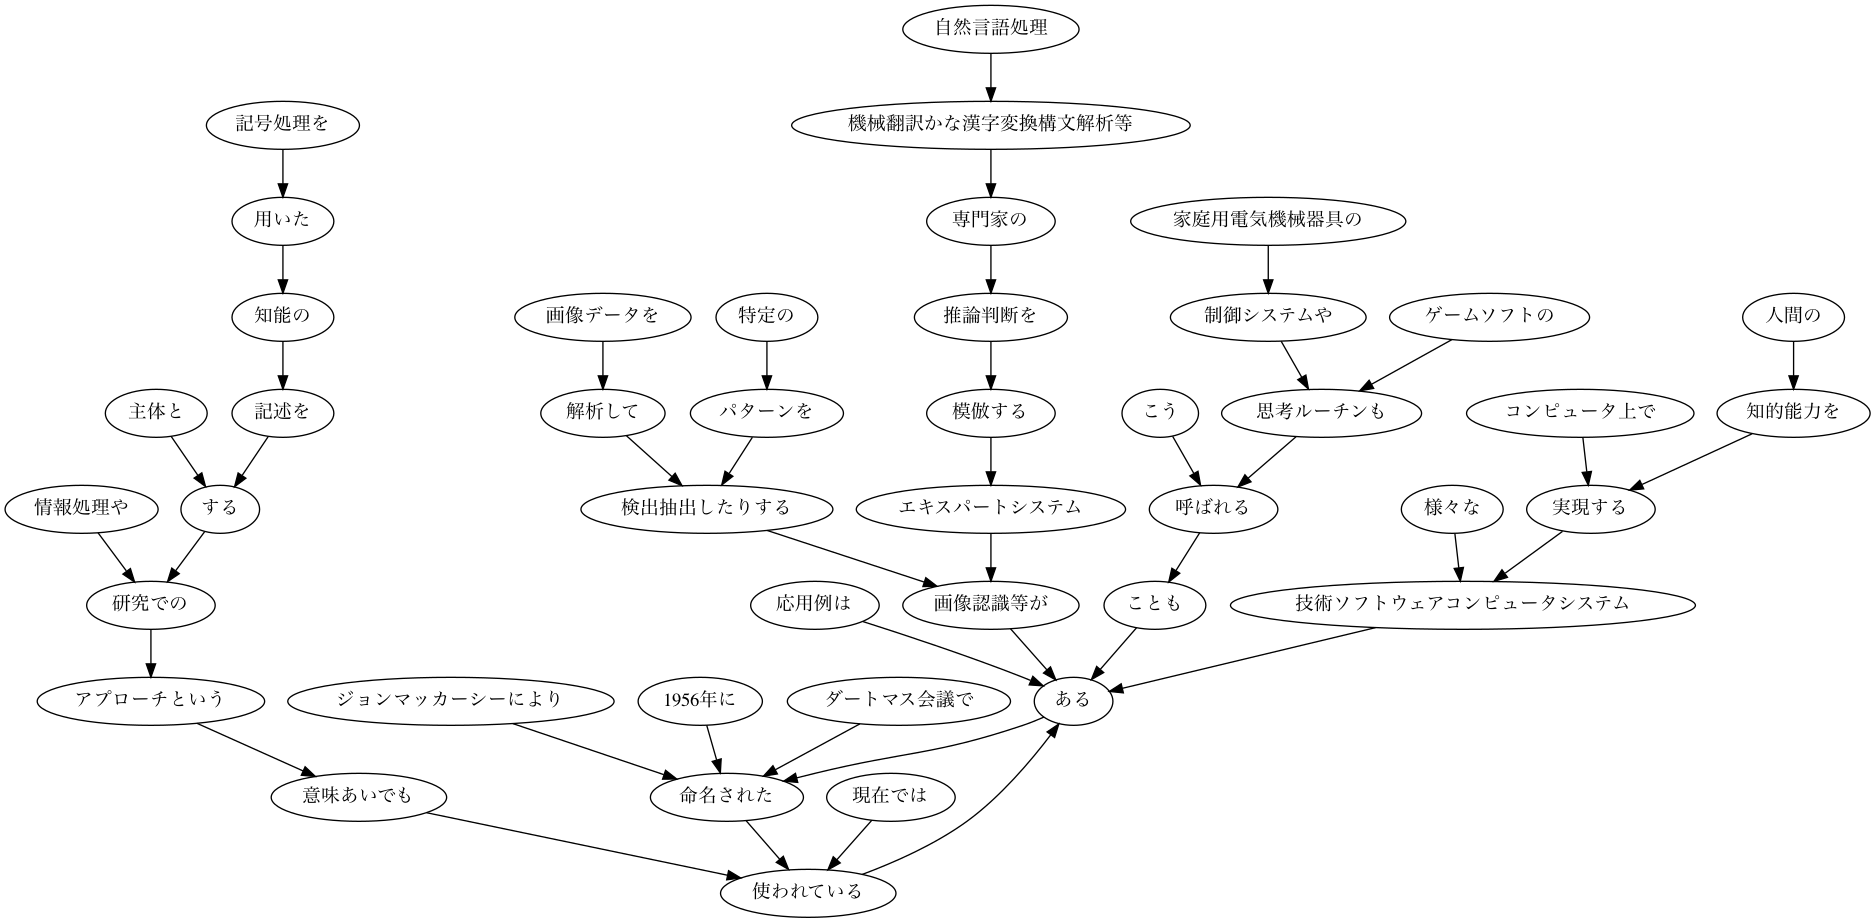 自然言語処理
記号処理を
機械翻訳かな漢字変換構文解析等
用いた
専門家の
家庭用電気機械器具の
知能の
画像データを
特定の
推論判断を
制御システムや
ゲームソフトの
人間の
主体と
記述を
解析して
パターンを
模倣する
こう
思考ルーチンも
コンピュータ上で
知的能力を
情報処理や
する
検出抽出したりする
エキスパートシステム
呼ばれる
様々な
実現する
研究での
応用例は
画像認識等が
ことも
技術ソフトウェアコンピュータシステム
アプローチという
ジョンマッカーシーにより
1956年に
ダートマス会議で
ある
意味あいでも
命名された
現在では
使われている